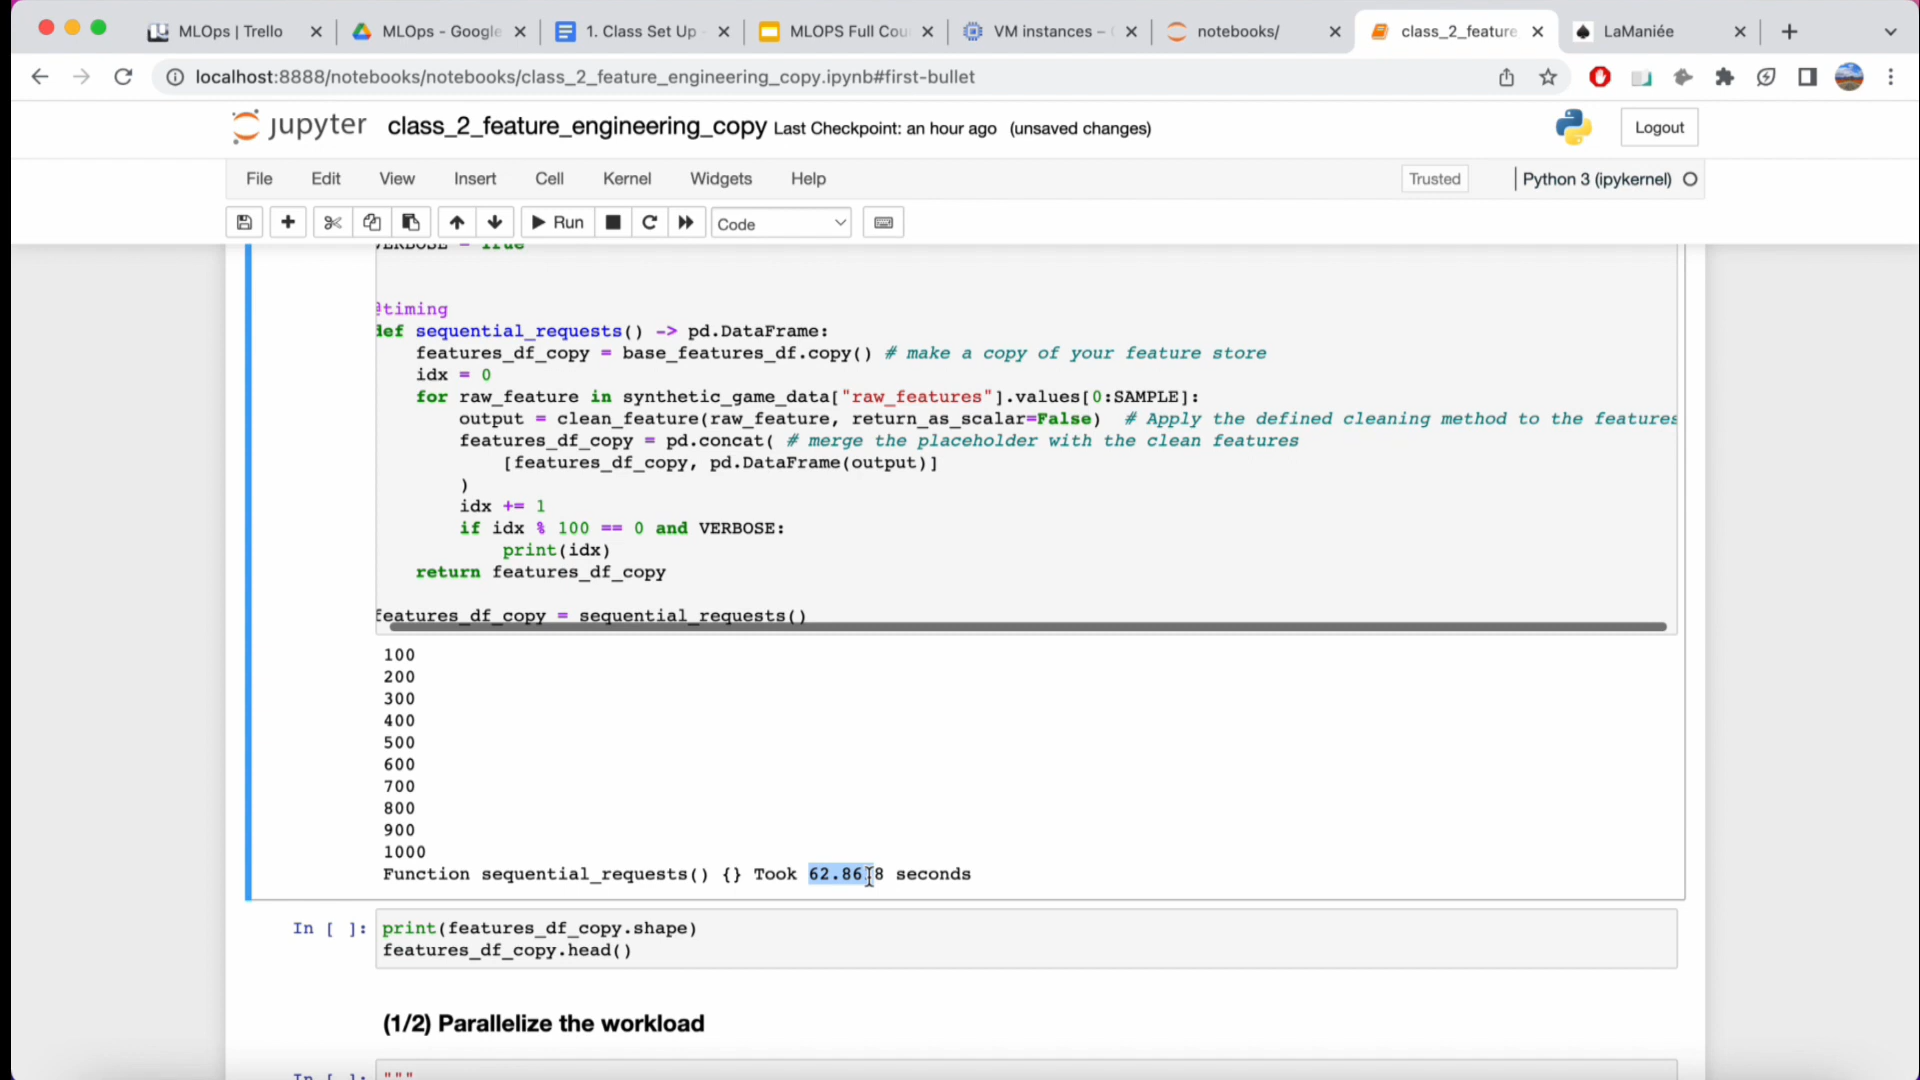 MLOps | Trello
MLOps - Google
1. Class Set Up
MLOPS Full Cou
VM instances –
notebooks/
class_2_feature
LaManiée
localhost:8888/notebooks/notebooks/class_2_feature_engineering_copy.ipynb#first-bullet
jupyter class_2_feature_engineering_copy Last Checkpoint: an hour ago (unsaved changes)
Logout
File Edit View Insert Cell Kernel Widgets Help
Trusted
Python 3 (ipykernel)
Run
Code
VERBOSE = True
@timing
def sequential_requests() -> pd.DataFrame:
features_df_copy = base_features_df.copy() # make a copy of your feature store
idx = 0
for raw_feature in synthetic_game_data["raw_features"].values[0:SAMPLE]:
output = clean_feature(raw_feature, return_as_scalar=False) # Apply the defined cleaning method to the features
features_df_copy = pd.concat( # merge the placeholder with the clean features
[features_df_copy, pd.DataFrame(output)]
)
idx += 1
if idx % 100 == 0 and VERBOSE:
print(idx)
return features_df_copy
features_df_copy = sequential_requests()
100
200
300
400
500
600
700
800
900
1000
Function sequential_requests() {} Took seconds
In [ ]:
print(features_df_copy.shape)
features_df_copy.head()
(1/2) Parallelize the workload
In [ ]:
"""